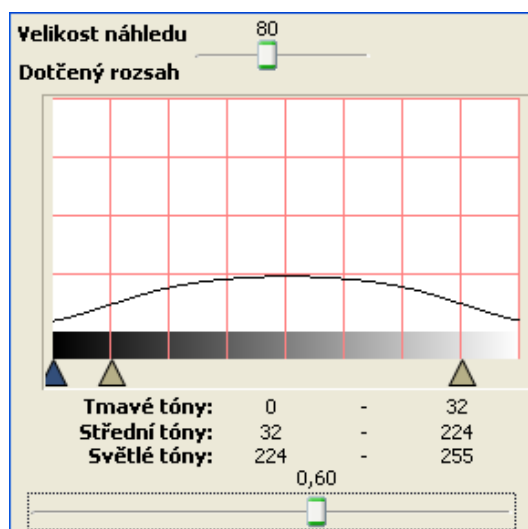 Velikost náhledu 80
Dotčený rozsah
Tmavé tóny: 0 - 32
Střední tóny: 32 - 224
Světlé tóny: 224 - 255
0,60